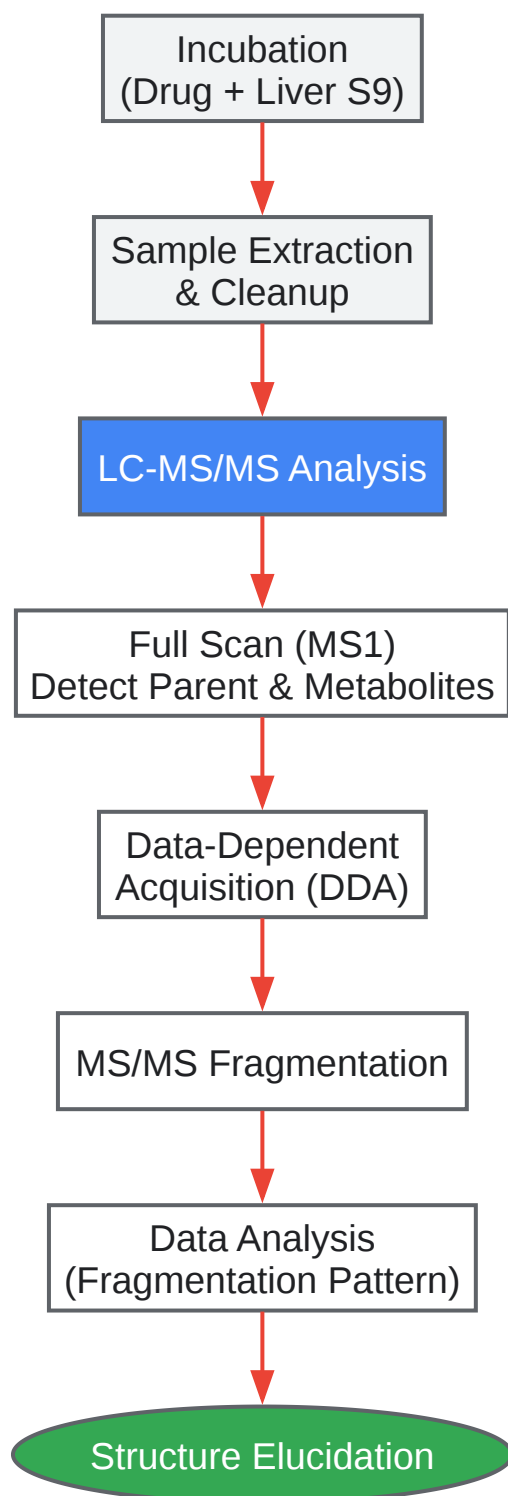 Incubation
(Drug + Liver S9)
Sample Extraction
& Cleanup
LC-MS/MS Analysis
Full Scan (MS1)
Detect Parent & Metabolites
Data-Dependent
Acquisition (DDA)
MS/MS Fragmentation
Data Analysis
(Fragmentation Pattern)
Structure Elucidation